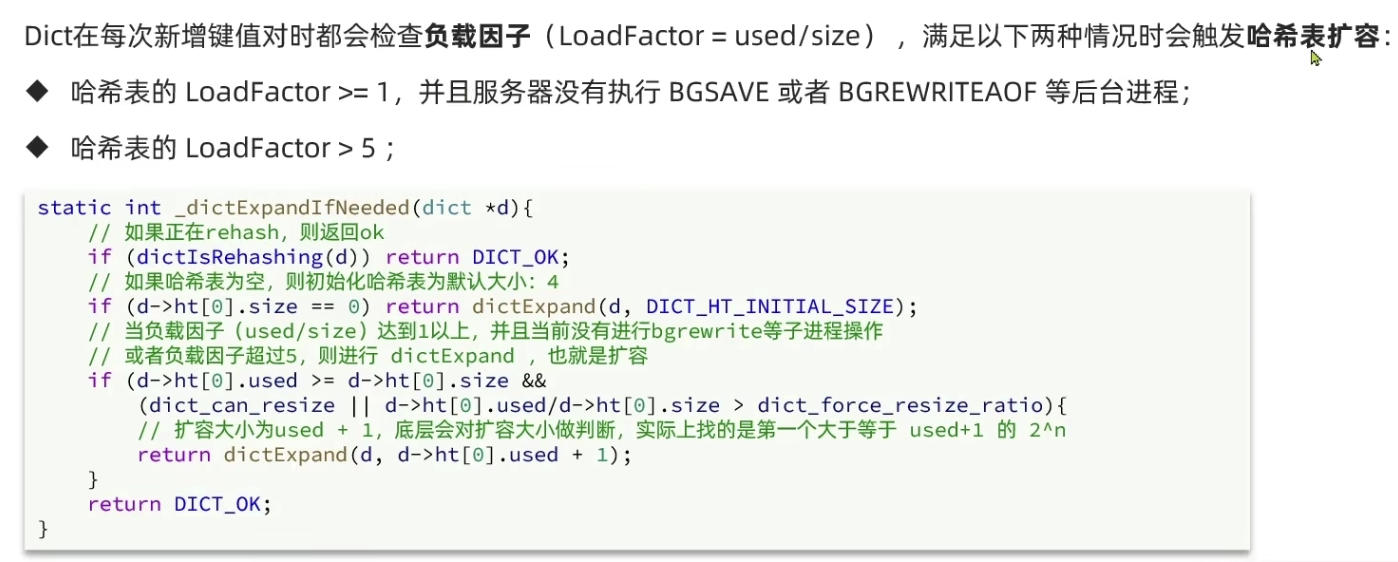 Dict在每次新增键值对时都会检查负载因子（LoadFactor = used/size），满足以下两种情况时会触发哈希表扩容：
◆ 哈希表的 LoadFactor >= 1，并且服务器没有执行 BGSAVE 或者 BGREWRITEAOF 等后台进程；
◆ 哈希表的 LoadFactor > 5 ；
static int _dictExpandIfNeeded(dict *d){
    // 如果正在rehash，则返回ok
    if (dictIsRehashing(d)) return DICT_OK;
    // 如果哈希表为空，则初始化哈希表为默认大小：4
    if (d->ht[0].size == 0) return dictExpand(d, DICT_HT_INITIAL_SIZE);
    // 当负载因子（used/size）达到1以上，并且当前没有进行bgrewrite等子进程操作
    // 或者负载因子超过5，则进行 dictExpand ，也就是扩容
    if (d->ht[0].used >= d->ht[0].size &&
        (dict_can_resize || d->ht[0].used/d->ht[0].size > dict_force_resize_ratio){
        // 扩容大小为used + 1，底层会对扩容大小做判断，实际上找的是第一个大于等于 used+1 的 2^n
        return dictExpand(d, d->ht[0].used + 1);
    }
    return DICT_OK;
}